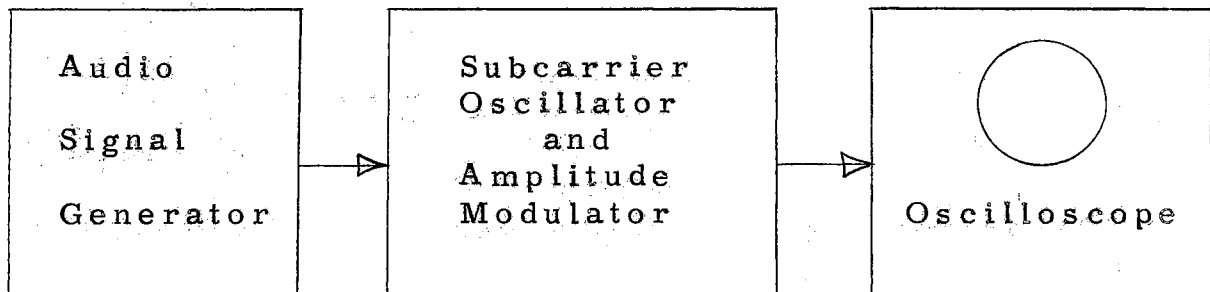 Audio
Signal
Generator
Subcarrier
Oscillator
and
Amplitude
Modulator
Oscilloscope